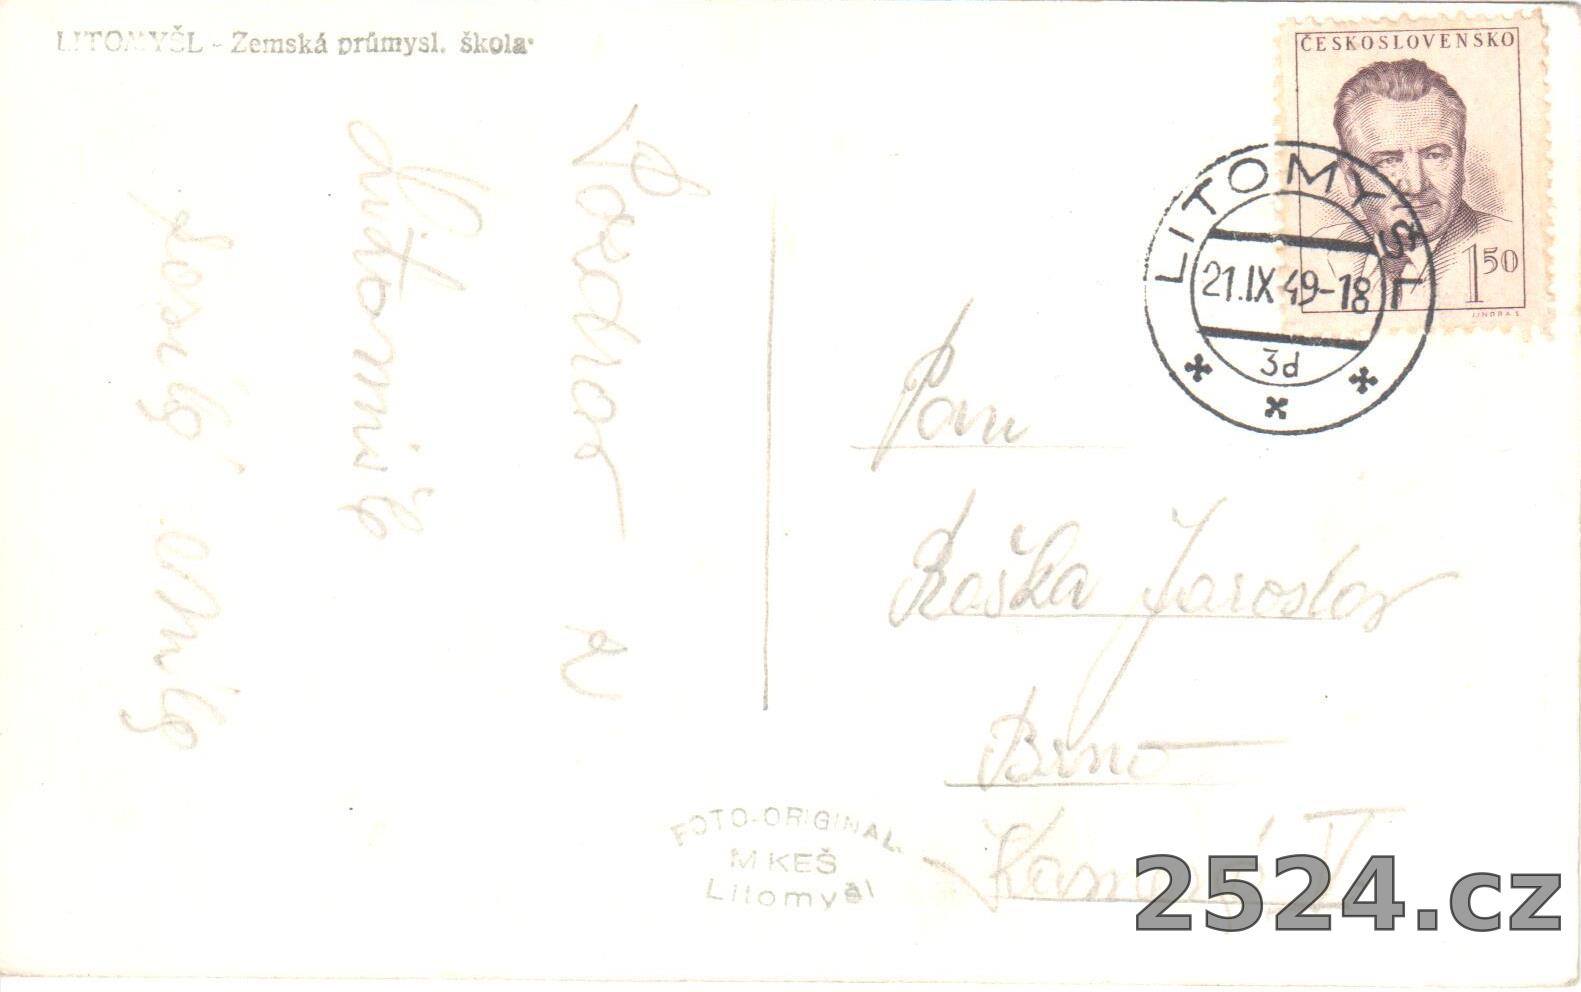 LITOMYŠL - Zemská průmysl. škola
ČESKOSLOVENSKO
1 50
JINDRA S.
LITOMYŠL
21.IX 49-18
3d
Pozdrav z
Litomyšle
Pan
Raška Jaroslav
Brno
FOTO-ORIGINAL
M KEŠ
Litomyšl
2524.cz